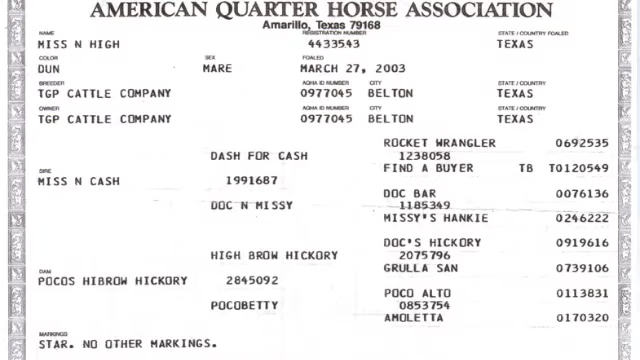 AMERICAN QUARTER HORSE ASSOCIATION
Amarillo, Texas 79168
NAME REGISTRATION NUMBER STATE / COUNTRY FOALED
MISS N HIGH 4433543 TEXAS
COLOR SEX FOALED
DUN MARE MARCH 27, 2003
BREEDER AQHA ID NUMBER CITY STATE / COUNTRY
TGP CATTLE COMPANY 0977045 BELTON TEXAS
OWNER AQHA ID NUMBER CITY STATE / COUNTRY
TGP CATTLE COMPANY 0977045 BELTON TEXAS
ROCKET WRANGLER 0692535
DASH FOR CASH 1238058
FIND A BUYER TB T0120549
SIRE
MISS N CASH 1991687
DOC BAR 0076136
DOC N MISSY 1185349
MISSY'S HANKIE 0246222
DOC'S HICKORY 0919616
HIGH BROW HICKORY 2075796
GRULLA SAN 0739106
DAM
POCOS HIBROW HICKORY 2845092
POCO ALTO 0113831
POCOBETTY 0853754
AMOLETTA 0170320
MARKINGS
STAR. NO OTHER MARKINGS.